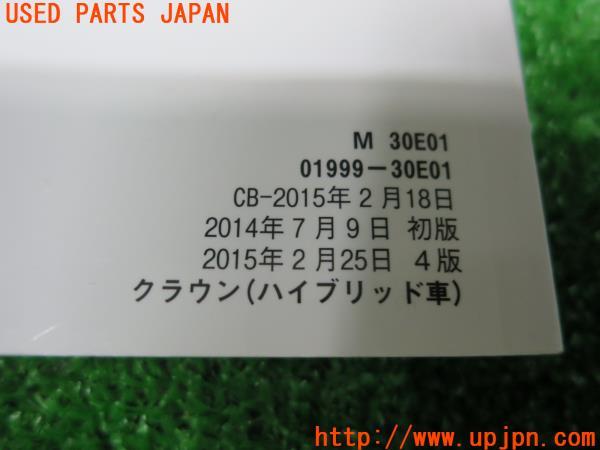 USED PARTS JAPAN
M 30E01
01999-30E01
CB-2015年2月18日
2014年7月9日 初版
2015年2月25日 4版
クラウン(ハイブリッド車)
http://www.upjpn.com/